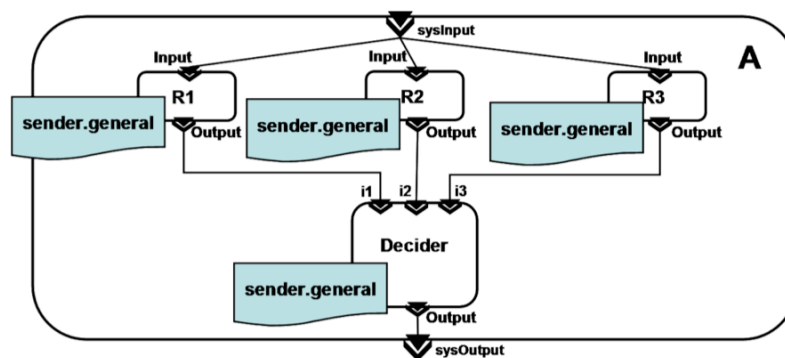 sysInput
Input
Input
Input
A
R1
R2
R3
sender.general
sender.general
sender.general
Output
Output
Output
i1
i2
i3
Decider
sender.general
Output
sysOutput